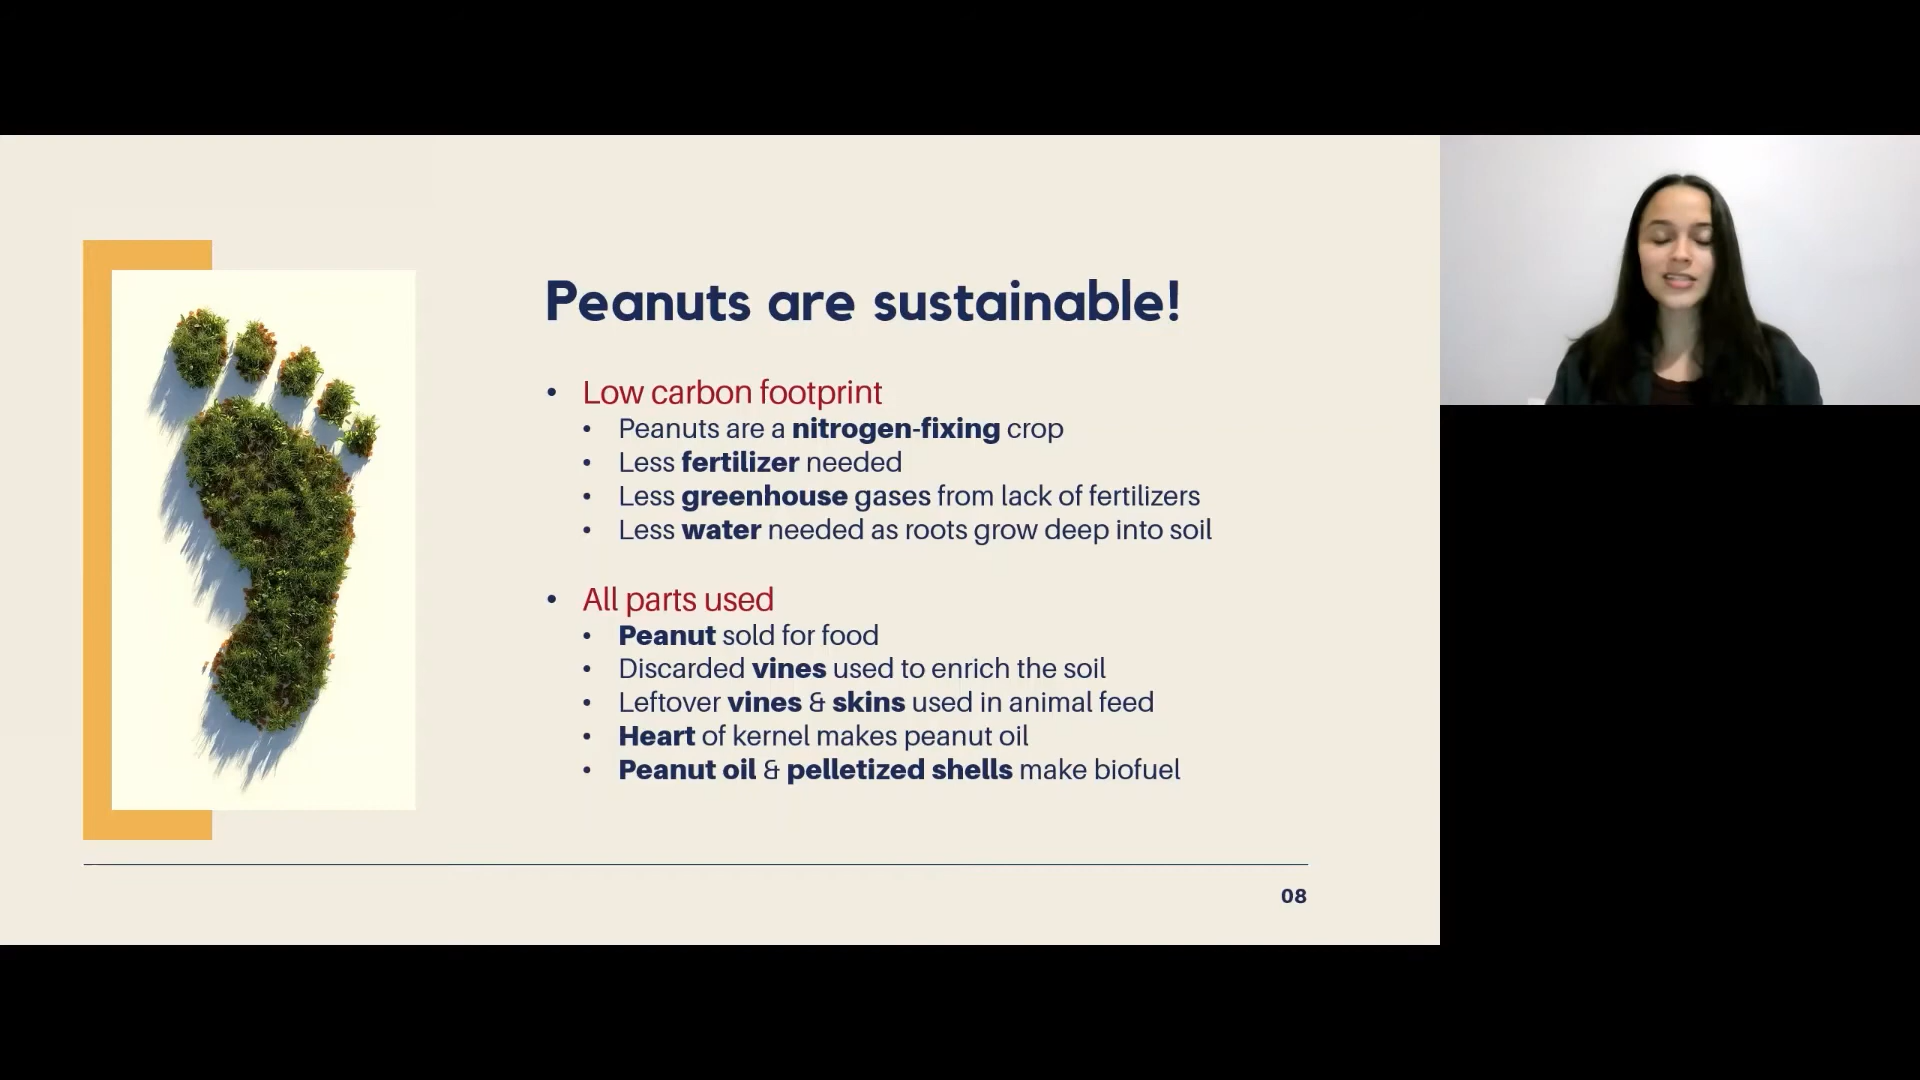 Peanuts are sustainable!
• Low carbon footprint
• Peanuts are a nitrogen-fixing crop
• Less fertilizer needed
• Less greenhouse gases from lack of fertilizers
• Less water needed as roots grow deep into soil
• All parts used
• Peanut sold for food
• Discarded vines used to enrich the soil
• Leftover vines & skins used in animal feed
• Heart of kernel makes peanut oil
• Peanut oil & pelletized shells make biofuel
08